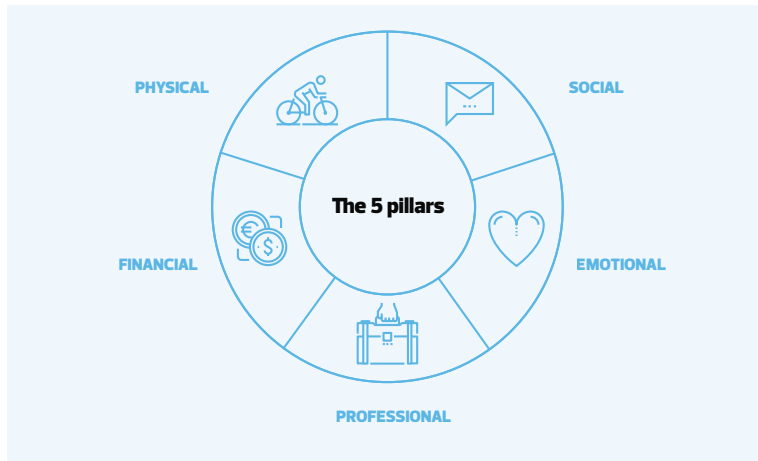 PHYSICAL
SOCIAL
The 5 pillars
FINANCIAL
EMOTIONAL
PROFESSIONAL
€
$